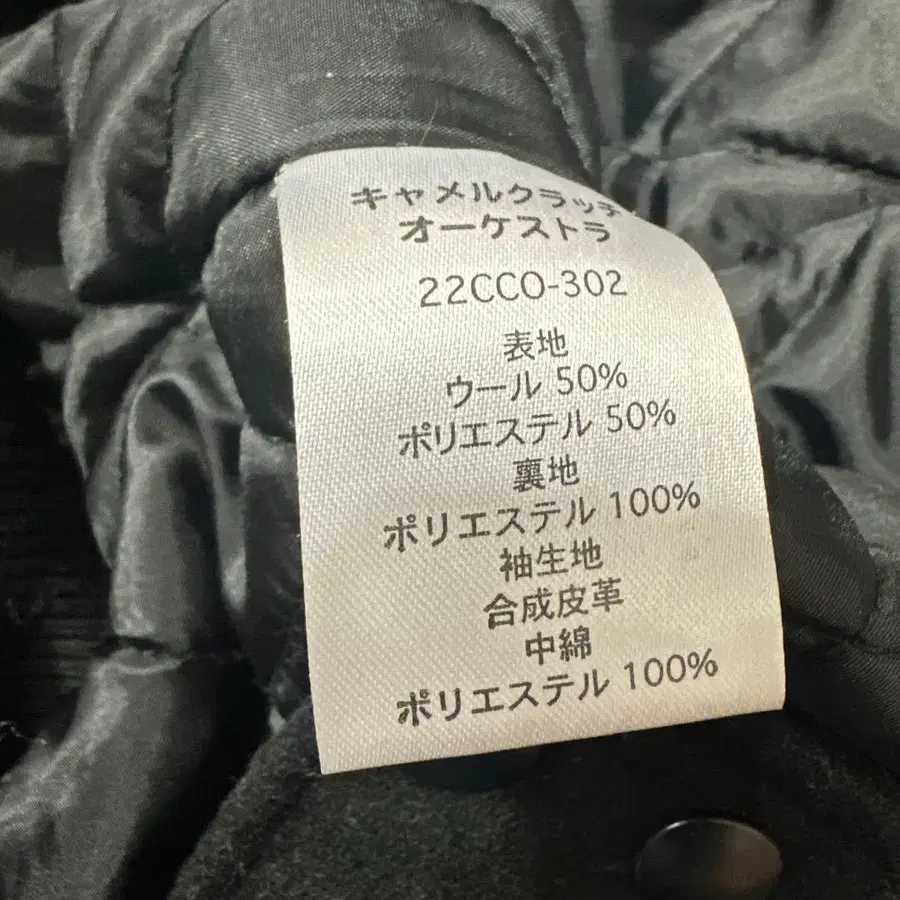 キャメルクラッチ
オーケストラ
22CCO-302
表地
ウール 50%
ポリエステル 50%
裏地
ポリエステル 100%
袖生地
合成皮革
中綿
ポリエステル 100%